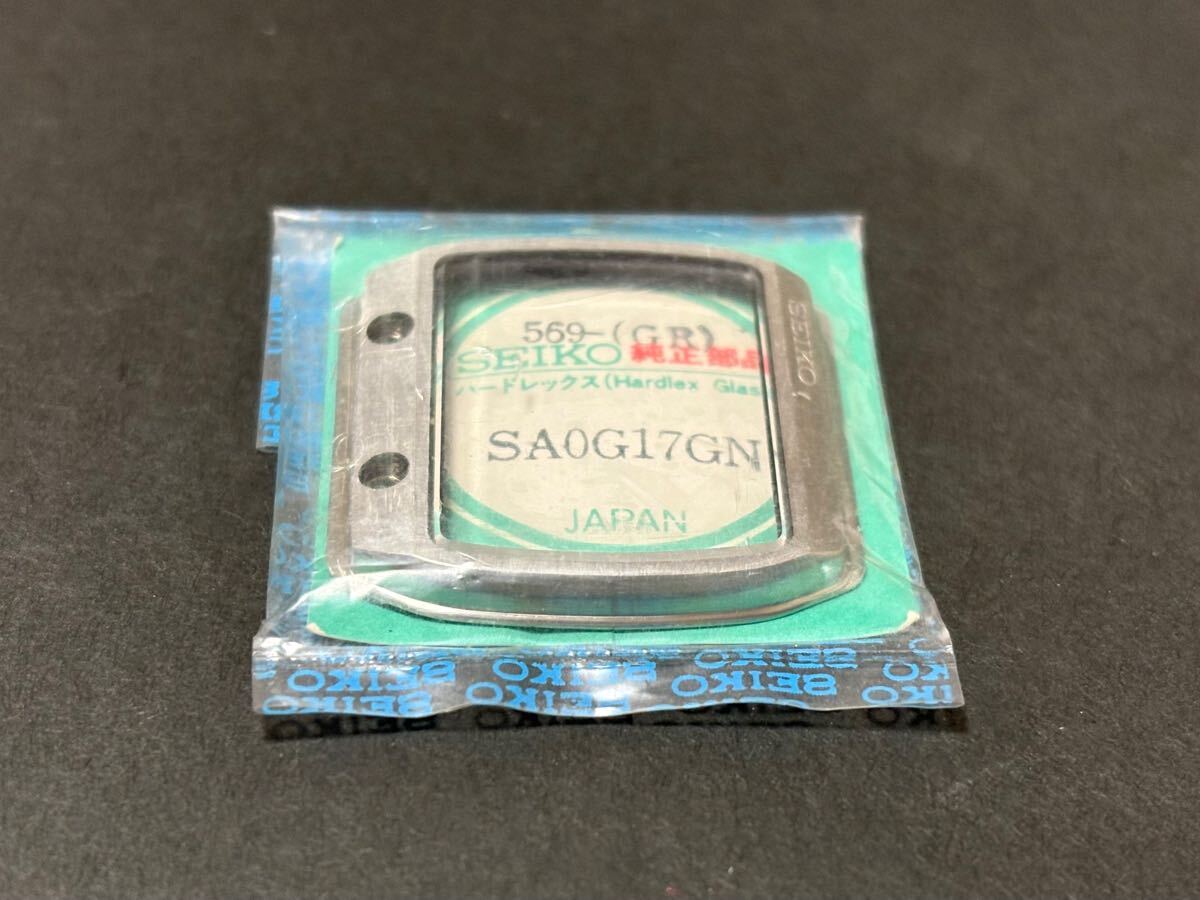 569-(GR)
SEIKO 純正部品
ハードレックス(Hardlex Glas
SA0G17GN
JAPAN
SEIKO
SEIKO SEIKO SEIKO SEIKO